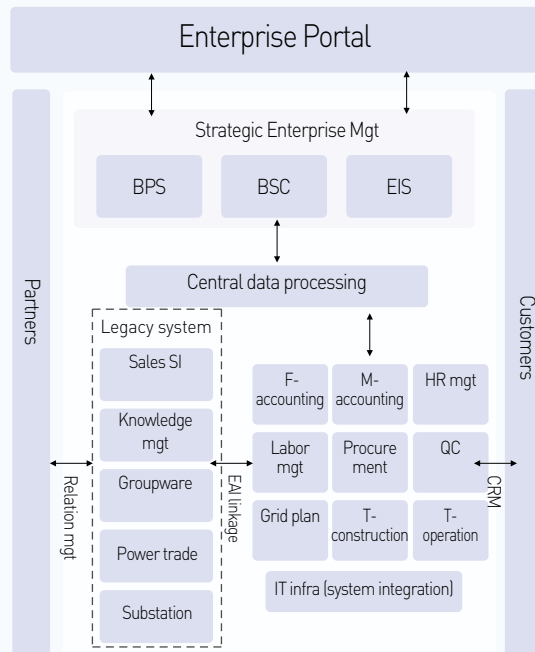 Enterprise Portal
Strategic Enterprise Mgt
BPS
BSC
EIS
Central data processing
Partners
Customers
Legacy system
Sales SI
Knowledge
mgt
Groupware
Power trade
Substation
Relation mgt
EAI linkage
F-
accounting
M-
accounting
HR mgt
Labor
mgt
Procure
ment
QC
Grid plan
T-
construction
T-
operation
CRM
IT infra (system integration)